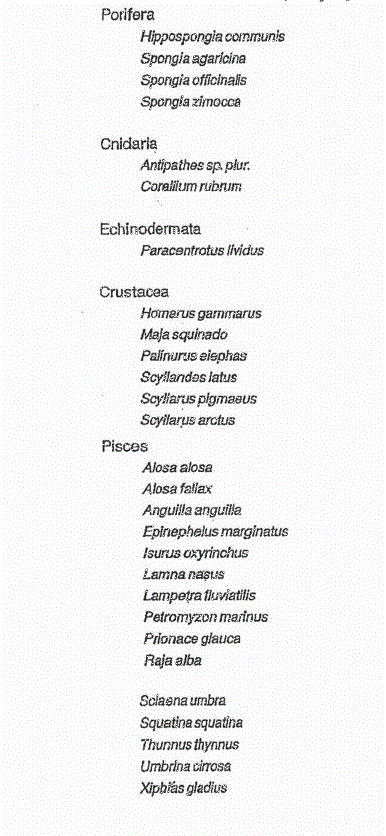 Porifera
Hippospongia communis
Spongia agaricina
Spongia officinalis
Spongia zimocca
Cnidaria
Antipathes sp. plur.
Corallium rubrum
Echinodermata
Paracentrotus lividus
Crustacea
Homarus gammarus
Maja squinado
Palinurus elephas
Scyllarides latus
Scyllarus pigmaeus
Scyllarus arctus
Pisces
Alosa alosa
Alosa fallax
Anguilla anguilla
Epinephelus marginatus
Isurus oxyrinchus
Lamna nasus
Lampetra fluviatilis
Petromyzon marinus
Prionace glauca
Raja alba
Sciaena umbra
Squatina squatina
Thunnus thynnus
Umbrina cirrosa
Xiphias gladius